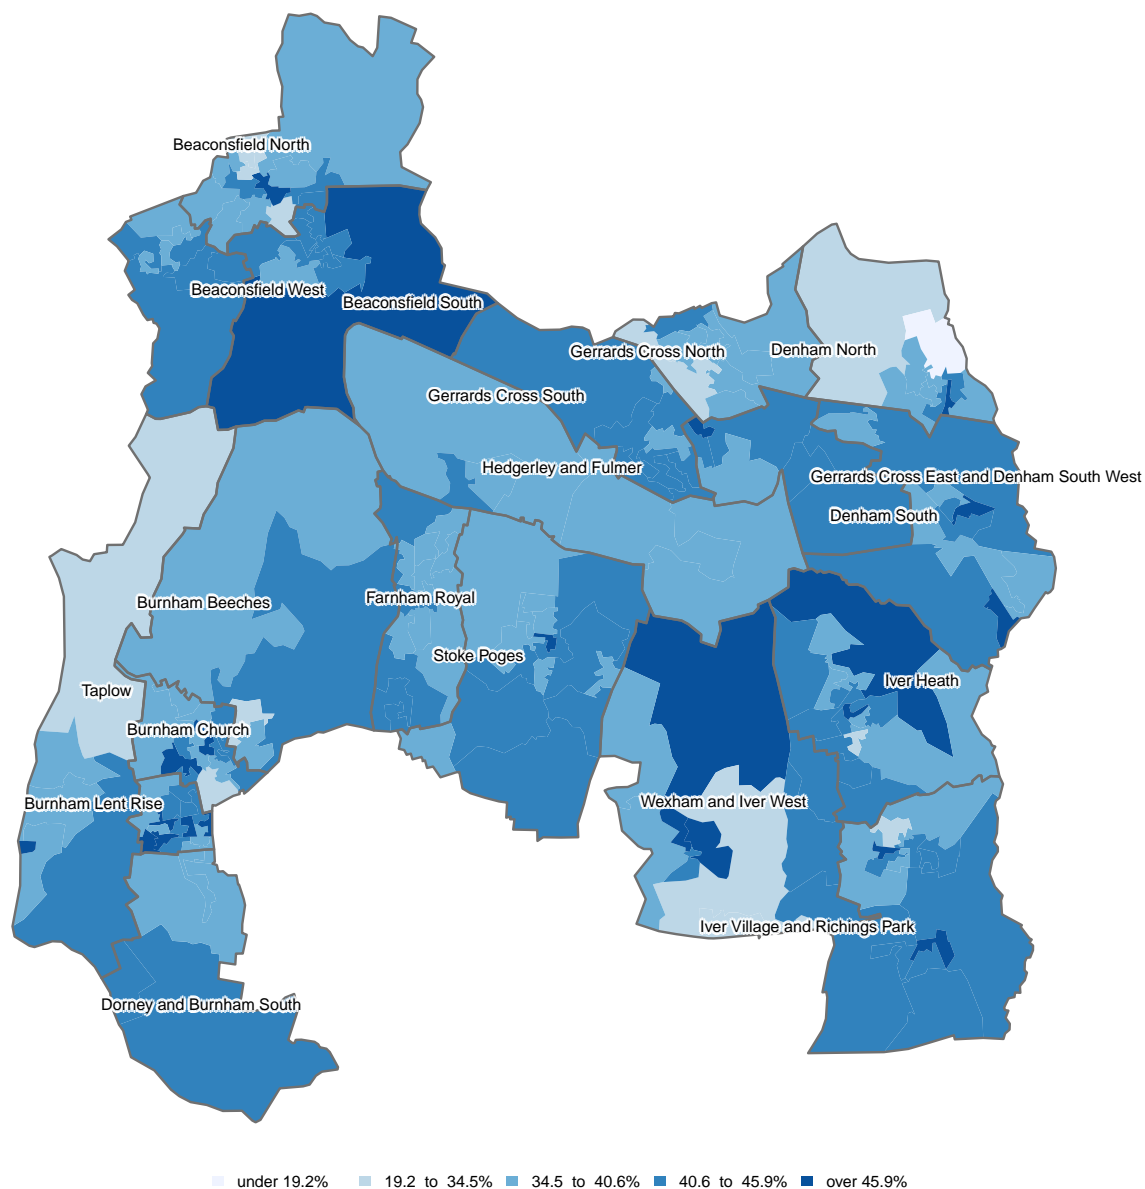 Beaconsfield North
Beaconsfield West
Beaconsfield South
Gerrards Cross North
Denham North
Gerrards Cross South
Hedgerley and Fulmer
Gerrards Cross East and Denham South West
Denham South
Burnham Beeches
Farnham Royal
Stoke Poges
Iver Heath
Taplow
Burnham Church
Wexham and Iver West
Burnham Lent Rise
Iver Village and Richings Park
Dorney and Burnham South
under 19.2% 19.2 to 34.5% 34.5 to 40.6% 40.6 to 45.9% over 45.9%